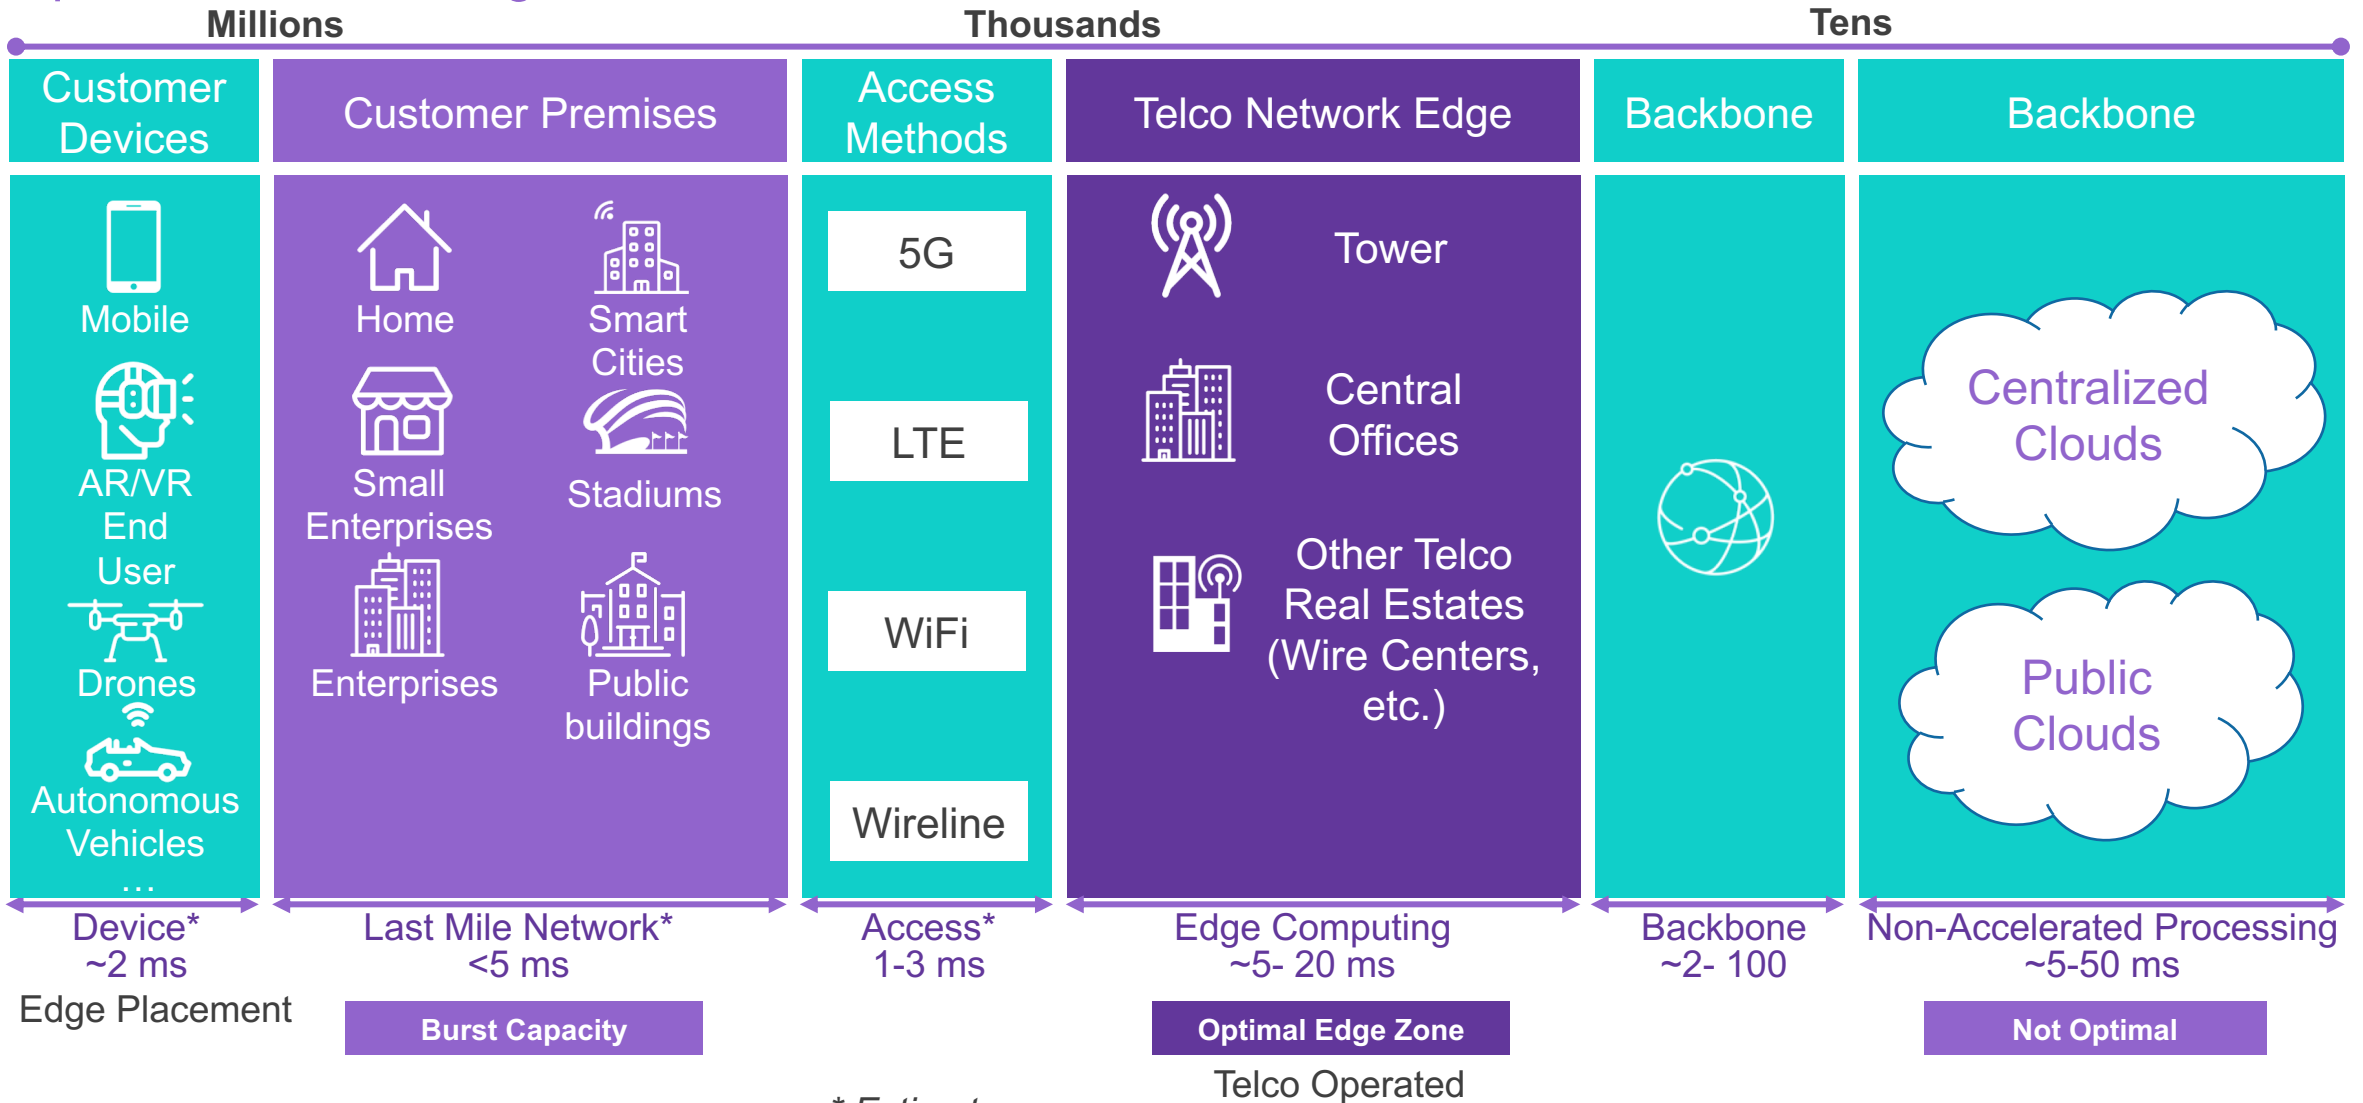 Millions
Thousands
Tens
Customer
Devices
Customer Premises
Access
Methods
Telco Network Edge
Backbone
Backbone
Mobile
AR/VR
End
User
Drones
Autonomous
Vehicles
...
Home
Smart
Cities
Small
Enterprises
Stadiums
Enterprises
Public
buildings
5G
LTE
WiFi
Wireline
Tower
Central
Offices
Other Telco
Real Estates
(Wire Centers,
etc.)
Centralized
Clouds
Public
Clouds
Device*
~2 ms
Last Mile Network*
<5 ms
Access*
1-3 ms
Edge Computing
~5- 20 ms
Backbone
~2- 100
Non-Accelerated Processing
~5-50 ms
Edge Placement
Burst Capacity
Optimal Edge Zone
Not Optimal
Telco Operated